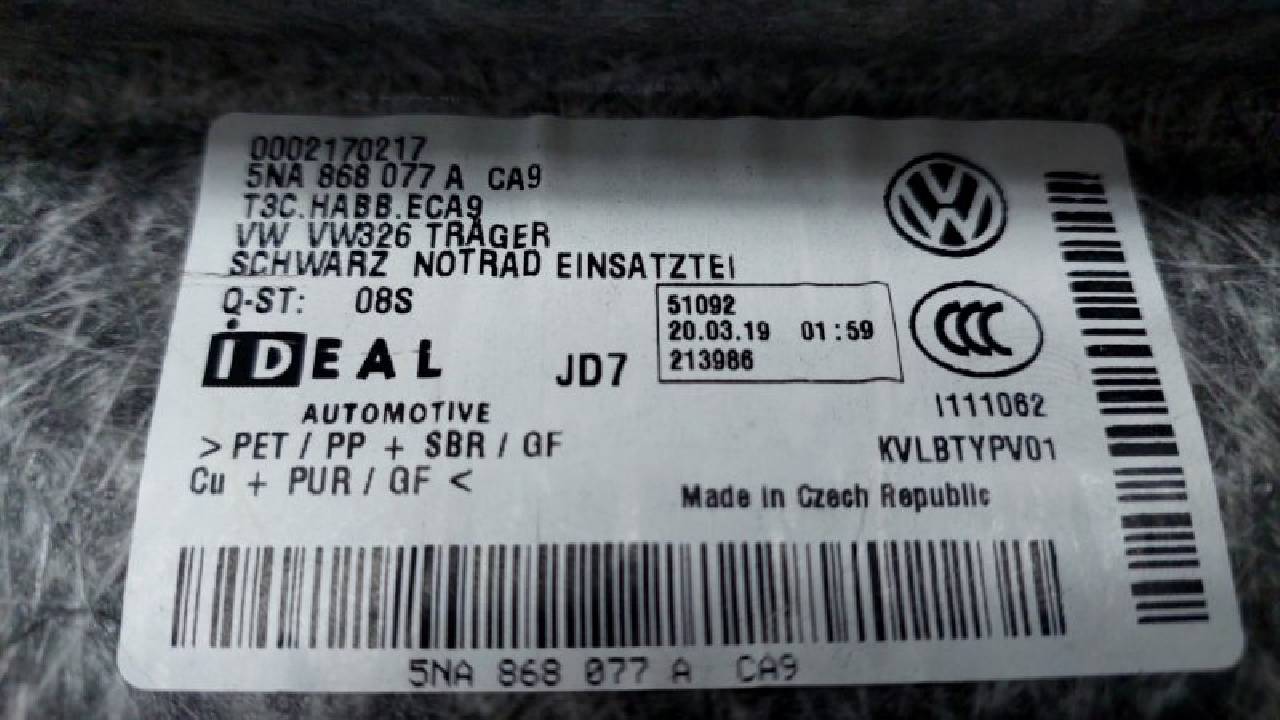 0002170217
5NA 868 077 A CA9
T3C.HABB.ECA9
VW VW326 TRÄGER
SCHWARZ NOTRAD EINSATZTEI
Q-ST: 08S
51092
20.03.19 01:59
213986
iDEAL
AUTOMOTIVE
JD7
CCC
I111062
KVLBTYPV01
> PET / PP + SBR / GF
Cu + PUR / GF <
Made in Czech Republic
5NA 868 077 A CA9